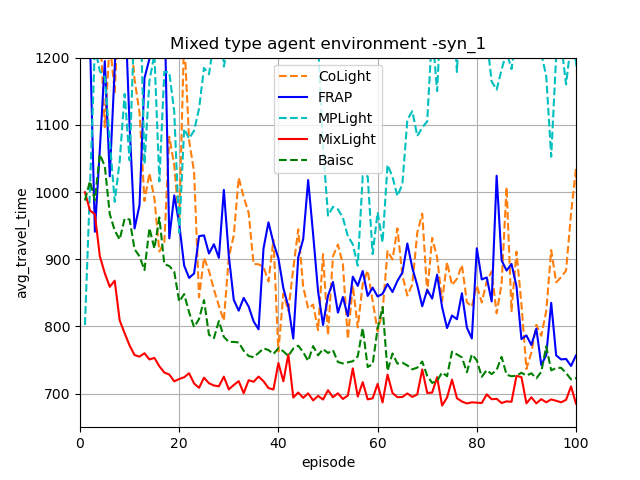 Mixed type agent environment -syn_1
1200
1100
1000
900
800
700
avg_travel_time
CoLight
FRAP
MPLight
MixLight
Baisc
0
20
40
60
80
100
episode